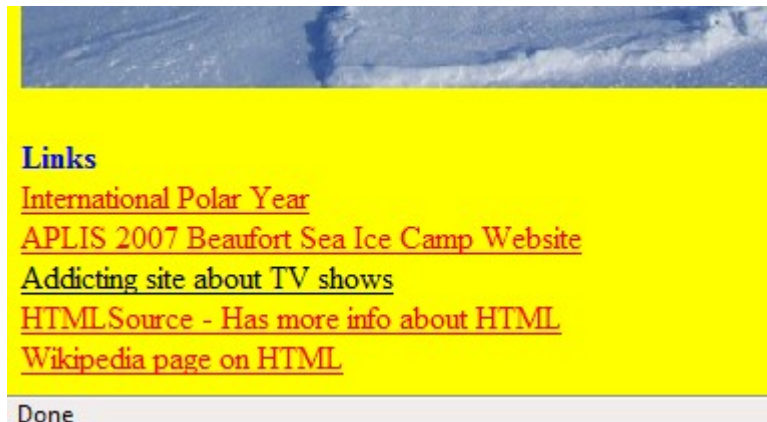 Links
International Polar Year
APLIS 2007 Beaufort Sea Ice Camp Website
Addicting site about TV shows
HTMLSource - Has more info about HTML
Wikipedia page on HTML
Done